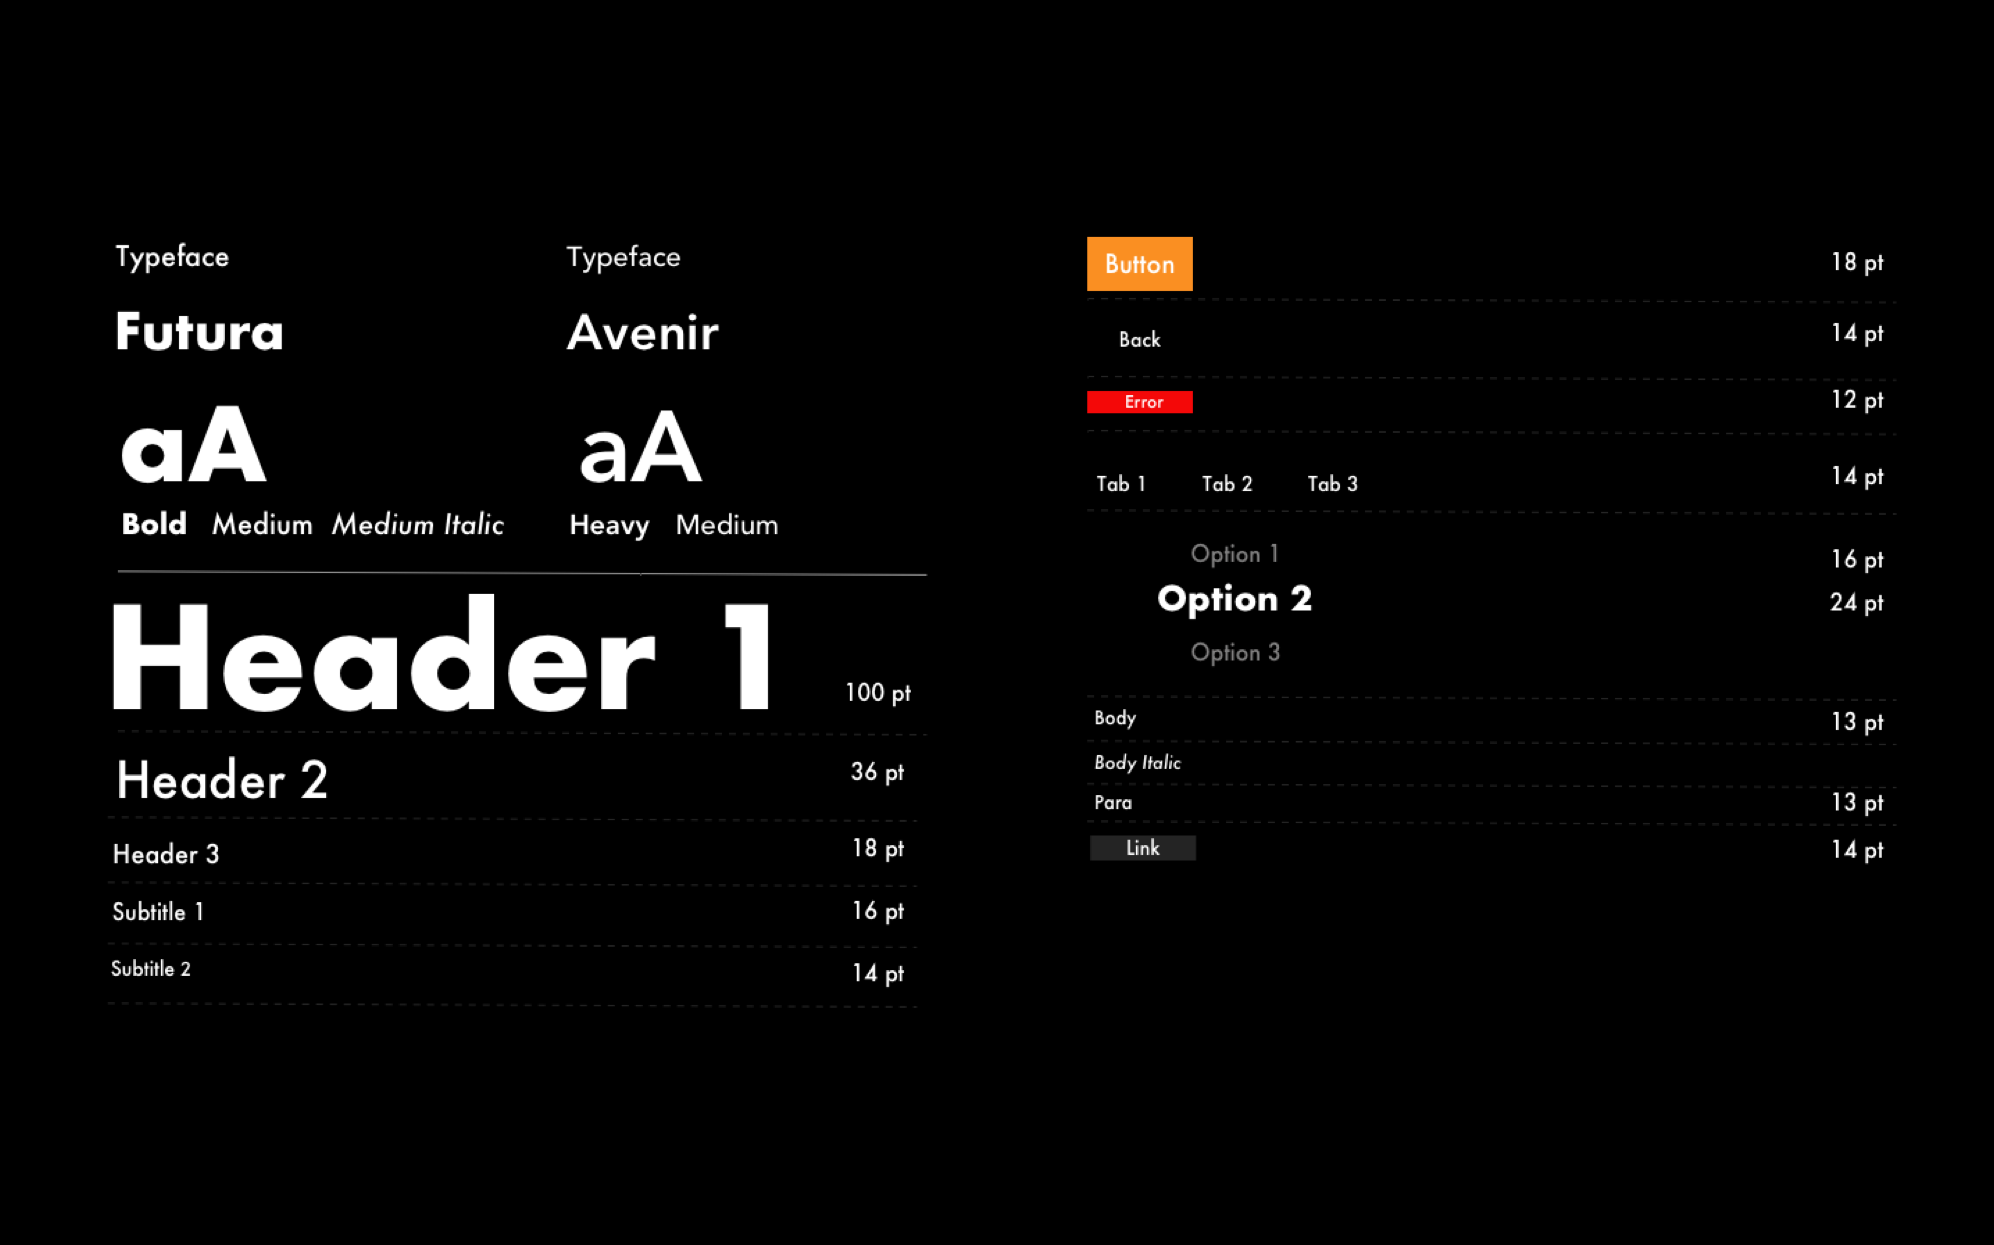 Typeface
Futura
aA
Bold Medium Medium Italic
Typeface
Avenir
aA
Heavy Medium
Header 1 100 pt
Header 2 36 pt
Header 3 18 pt
Subtitle 1 16 pt
Subtitle 2 14 pt
Button 18 pt
Back 14 pt
Error 12 pt
Tab 1 Tab 2 Tab 3 14 pt
Option 1 16 pt
Option 2 24 pt
Option 3
Body 13 pt
Body Italic
Para 13 pt
Link 14 pt